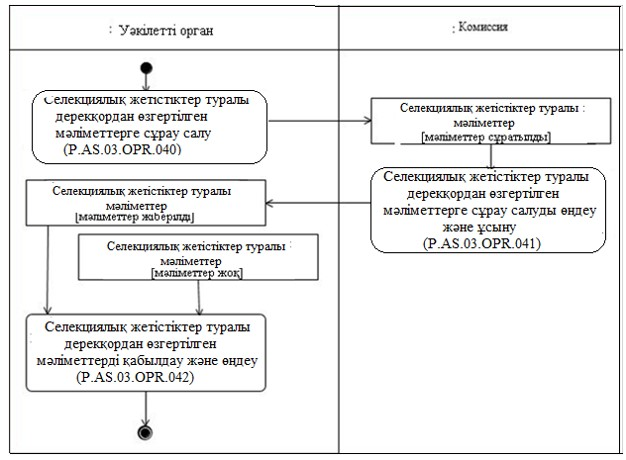 : Уәкілетті орган
: Комиссия
Селекциялық жетістіктер туралы
дерекқордан өзгертілген
мәліметтерге сұрау салу
(P.AS.03.OPR.040)
Селекциялық жетістіктер туралы :
мәліметтер
[мәліметтер сұратылды]
Селекциялық жетістіктер туралы
дерекқордан өзгертілген
мәліметтерге сұрау салуды өңдеу
және ұсыну
(P.AS.03.OPR.041)
Селекциялық жетістіктер туралы
мәліметтер
[мәліметтер жіберілді]
Селекциялық жетістіктер туралы :
мәліметтер
[мәліметтер жоқ]
Селекциялық жетістіктер туралы
дерекқордан өзгертілген
мәліметтерді қабылдау және өңдеу
(P.AS.03.OPR.042)